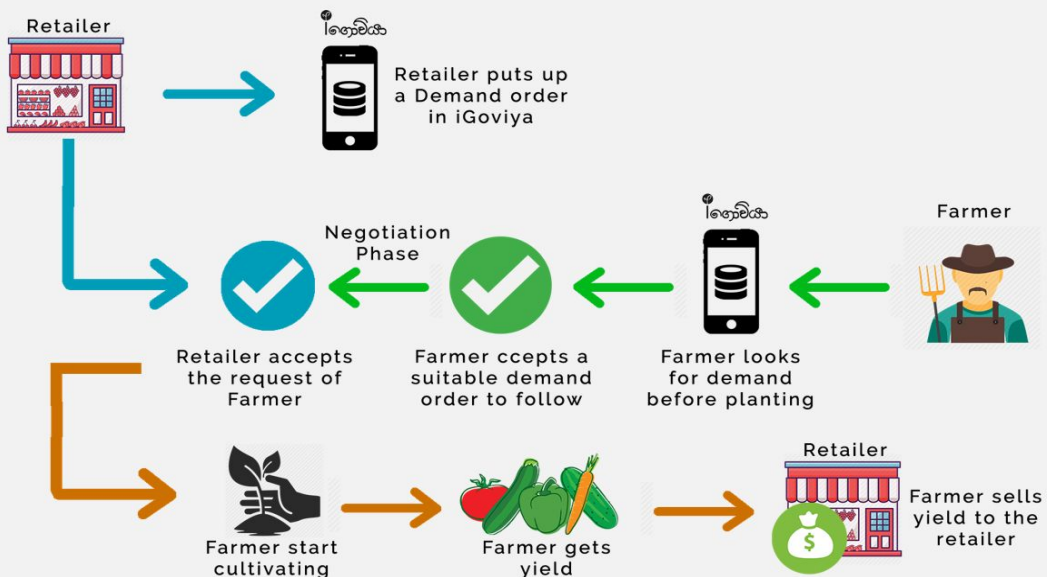 Retailer
iගොවියා
Retailer puts up
a Demand order
in iGoviya
iගොවියා
Farmer
Negotiation
Phase
Retailer accepts
the request of
Farmer
Farmer ccepts a
suitable demand
order to follow
Farmer looks
for demand
before planting
Farmer start
cultivating
Farmer gets
yield
Retailer
$
Farmer sells
yield to the
retailer